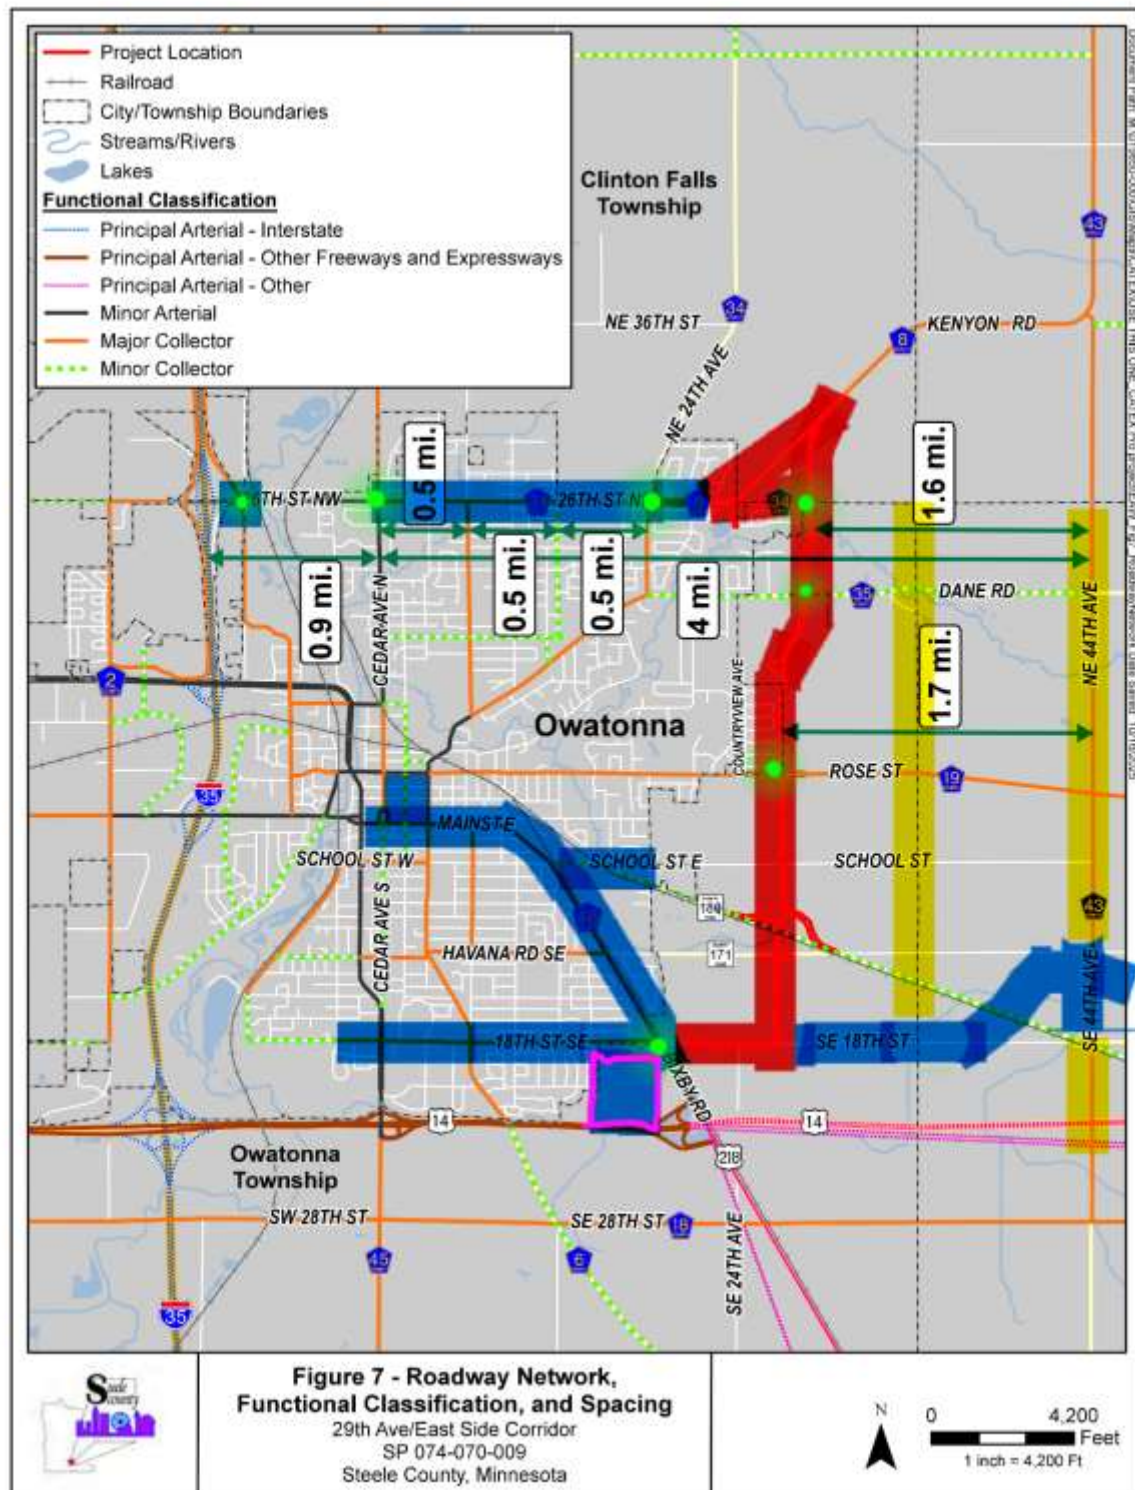 Project Location
Railroad
City/Township Boundaries
Streams/Rivers
Lakes
Functional Classification
Principal Arterial - Interstate
Principal Arterial - Other Freeways and Expressways
Principal Arterial - Other
Minor Arterial
Major Collector
Minor Collector
Clinton Falls
Township
43
34
NE 36TH ST
8
KENYON RD
NE 24TH AVE
0.5 mi.
1.6 mi.
6TH ST NW
26TH ST N
0.9 mi.
CEDAR AVE N
0.5 mi.
0.5 mi.
4 mi.
35
DANE RD
NE 44TH AVE
2
1.7 mi.
Owatonna
COUNTRYVIEW AVE
ROSE ST
19
35
MAIN ST E
SCHOOL ST W
SCHOOL ST E
SCHOOL ST
180
43
CEDAR AVE S
HAVANA RD SE
171
SE 44TH AVE
18TH ST SE
SE 18TH ST
BIXBY RD
14
14
218
Owatonna
Township
SW 28TH ST
SE 28TH ST
18
45
6
SE 24TH AVE
35
Steele
County
Figure 7 - Roadway Network,
Functional Classification, and Spacing
29th Ave/East Side Corridor
SP 074-070-009
Steele County, Minnesota
N
0 4,200
Feet
1 inch = 4,200 Ft